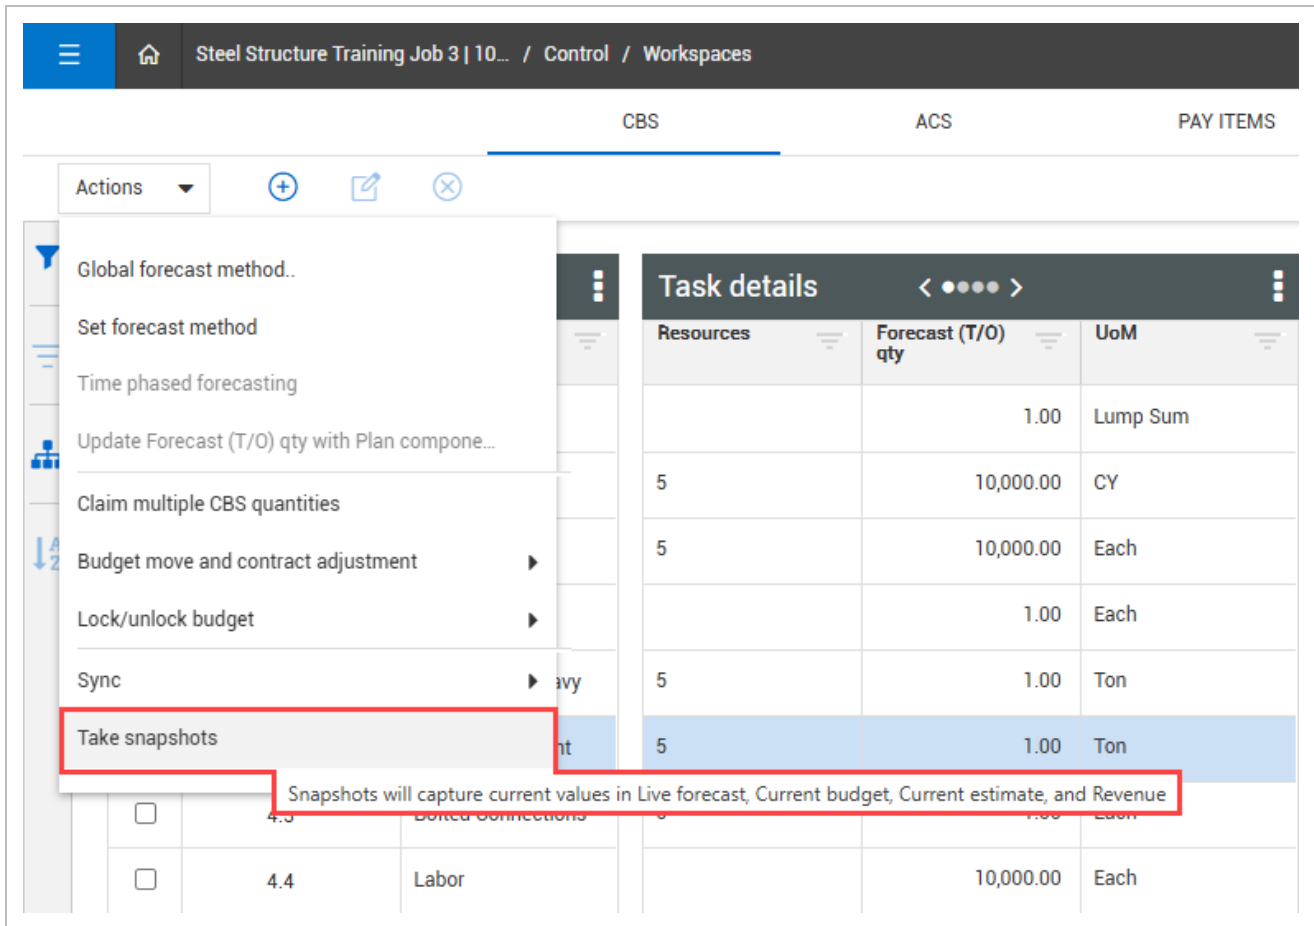 Steel Structure Training Job 3 | 10... / Control / Workspaces
CBS ACS PAY ITEMS
Actions
Global forecast method..
Set forecast method
Time phased forecasting
Update Forecast (T/O) qty with Plan compone...
Claim multiple CBS quantities
Budget move and contract adjustment
Lock/unlock budget
Sync
Take snapshots
Snapshots will capture current values in Live forecast, Current budget, Current estimate, and Revenue
Task details
Resources Forecast (T/O) qty UoM
1.00 Lump Sum
5 10,000.00 CY
5 10,000.00 Each
1.00 Each
5 1.00 Ton
5 1.00 Ton
4.4 Labor 10,000.00 Each